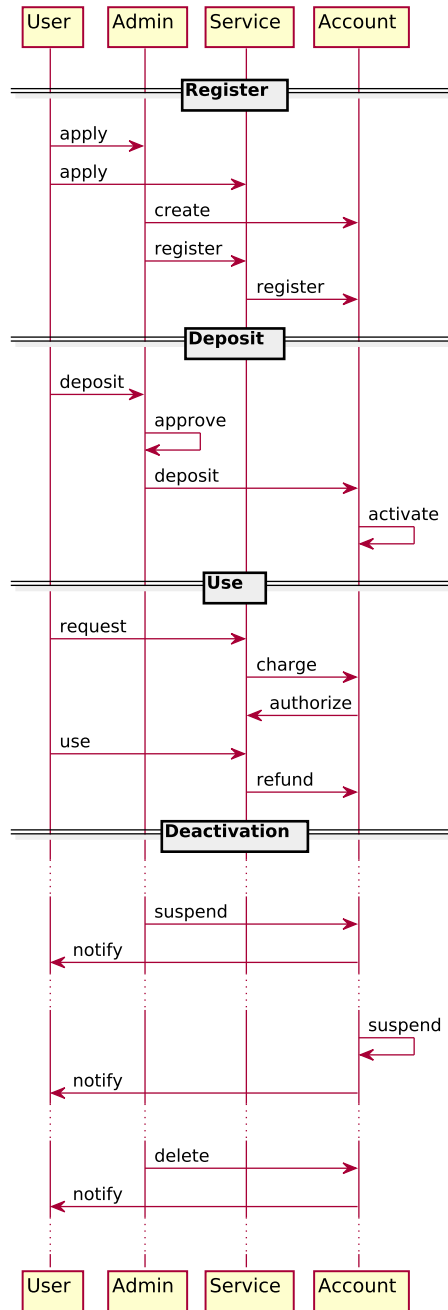 User Admin Service Account
Register
apply
apply
create
register
register
Deposit
deposit
approve
deposit
activate
Use
request
charge
authorize
use
refund
Deactivation
suspend
notify
suspend
notify
delete
notify
User Admin Service Account